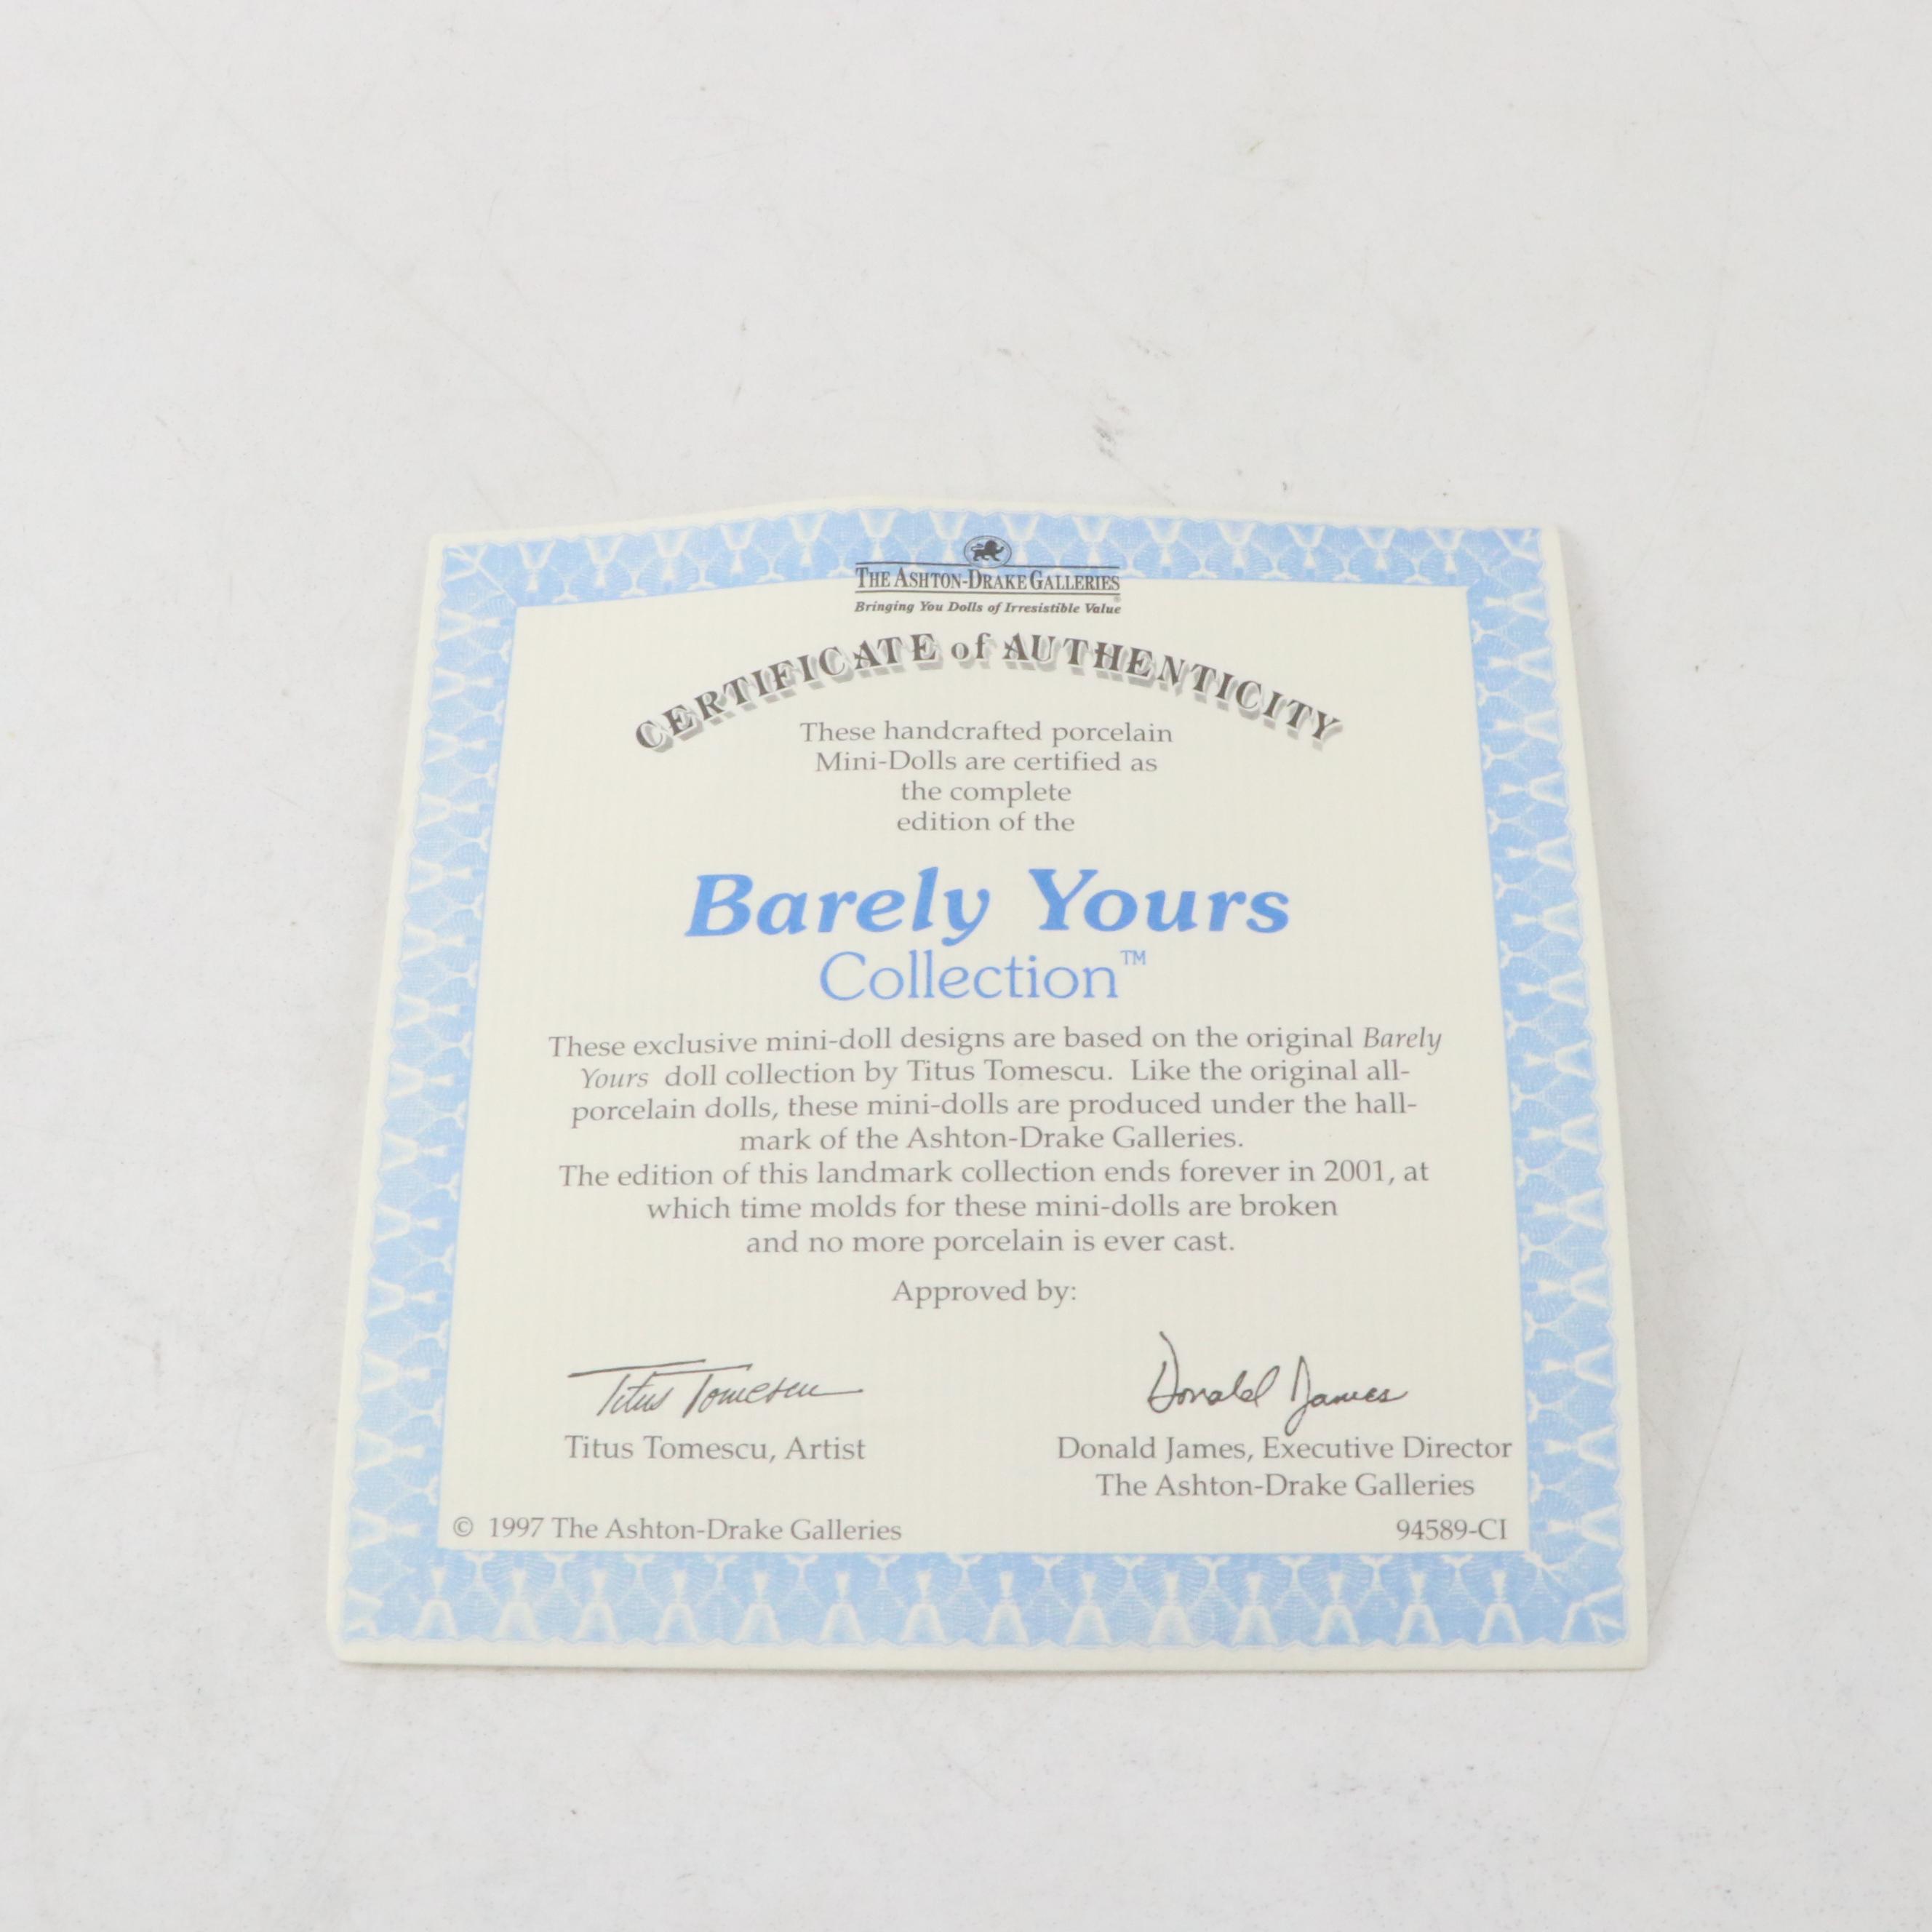 THE ASHTON-DRAKE GALLERIES
Bringing You Dolls of Irresistible Value
CERTIFICATE of AUTHENTICITY
These handcrafted porcelain
Mini-Dolls are certified as
the complete
edition of the
Barely Yours
Collection™
These exclusive mini-doll designs are based on the original Barely
Yours doll collection by Titus Tomescu. Like the original all-
porcelain dolls, these mini-dolls are produced under the hall-
mark of the Ashton-Drake Galleries.
The edition of this landmark collection ends forever in 2001, at
which time molds for these mini-dolls are broken
and no more porcelain is ever cast.
Approved by:
Titus Tomescu
Donald James
Titus Tomescu, Artist
Donald James, Executive Director
The Ashton-Drake Galleries
© 1997 The Ashton-Drake Galleries
94589-CI